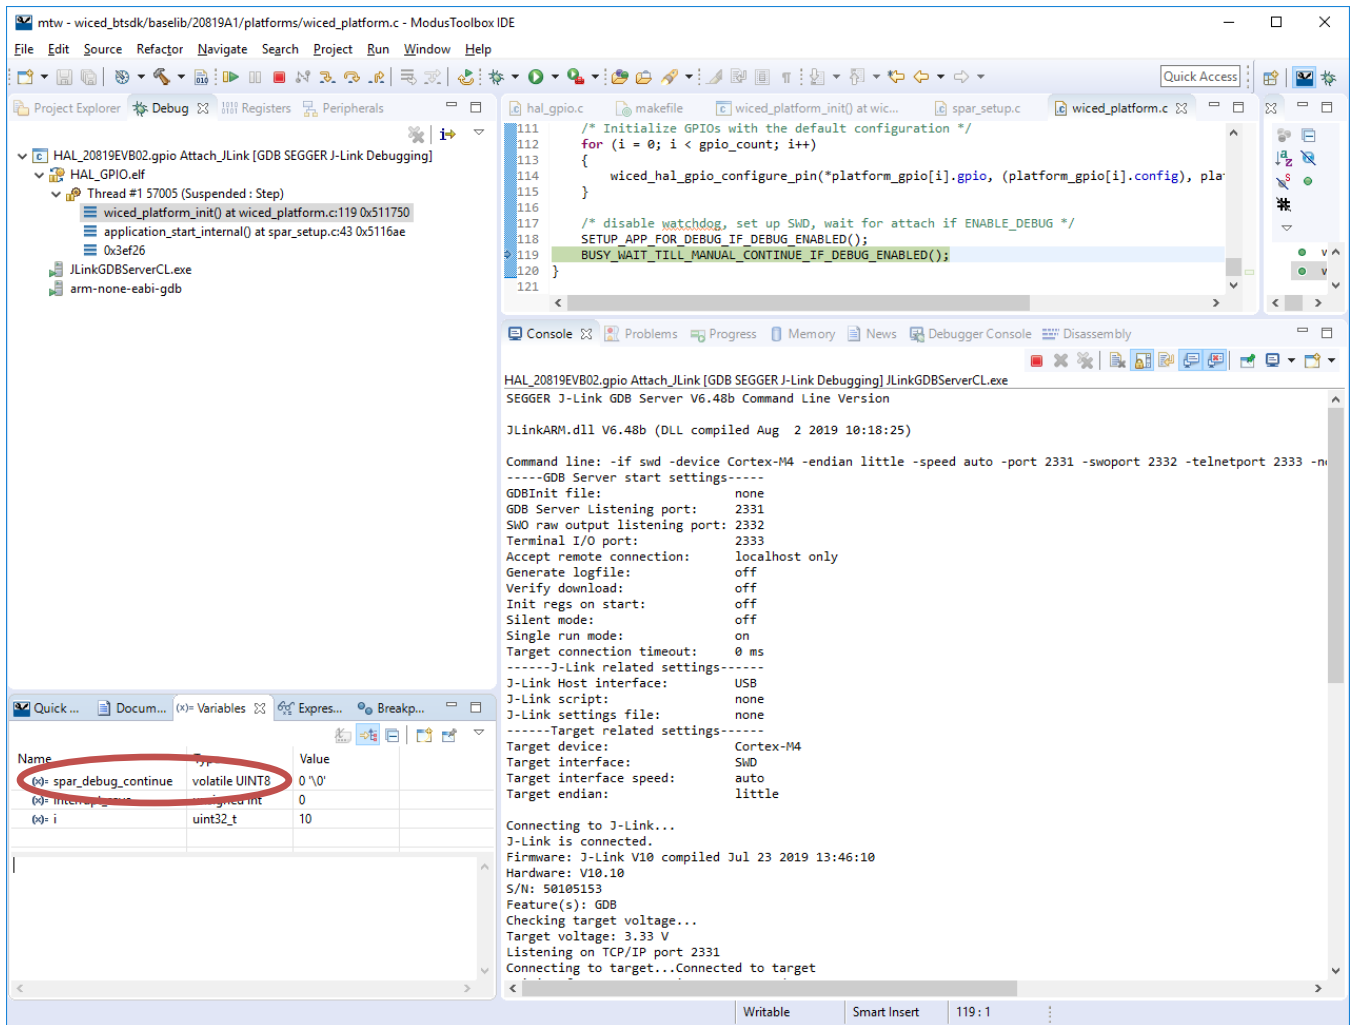 mtw - wiced_btsdk/baselib/20819A1/platforms/wiced_platform.c - ModusToolbox IDE
File Edit Source Refactor Navigate Search Project Run Window Help
Quick Access
Project Explorer Debug Registers Peripherals
HAL_20819EVB02.gpio Attach_JLink [GDB SEGGER J-Link Debugging]
HAL_GPIO.elf
Thread #1 57005 (Suspended : Step)
wiced_platform_init() at wiced_platform.c:119 0x511750
application_start_internal() at spar_setup.c:43 0x5116ae
0x3ef26
JLinkGDBServerCL.exe
arm-none-eabi-gdb
hal_gpio.c makefile wiced_platform_init() at wic... spar_setup.c wiced_platform.c
111 /* Initialize GPIOs with the default configuration */
112 for (i = 0; i < gpio_count; i++)
113 {
114 wiced_hal_gpio_configure_pin(*platform_gpio[i].gpio, (platform_gpio[i].config), pla
115 }
116
117 /* disable watchdog, set up SWD, wait for attach if ENABLE_DEBUG */
118 SETUP_APP_FOR_DEBUG_IF_DEBUG_ENABLED();
119 BUSY_WAIT_TILL_MANUAL_CONTINUE_IF_DEBUG_ENABLED();
120 }
121
Console Problems Progress Memory News Debugger Console Disassembly
HAL_20819EVB02.gpio Attach_JLink [GDB SEGGER J-Link Debugging] JLinkGDBServerCL.exe
SEGGER J-Link GDB Server V6.48b Command Line Version
JLinkARM.dll V6.48b (DLL compiled Aug 2 2019 10:18:25)
Command line: -if swd -device Cortex-M4 -endian little -speed auto -port 2331 -swoport 2332 -telnetport 2333
-----GDB Server start settings-----
GDBInit file: none
GDB Server Listening port: 2331
SWO raw output listening port: 2332
Terminal I/O port: 2333
Accept remote connection: localhost only
Generate logfile: off
Verify download: off
Init regs on start: off
Silent mode: off
Single run mode: on
Target connection timeout: 0 ms
------J-Link related settings------
J-Link Host interface: USB
J-Link script: none
J-Link settings file: none
------Target related settings------
Target device: Cortex-M4
Target interface: SWD
Target interface speed: auto
Target endian: little
Connecting to J-Link...
J-Link is connected.
Firmware: J-Link V10 compiled Jul 23 2019 13:46:10
Hardware: V10.10
S/N: 50105153
Feature(s): GDB
Checking target voltage...
Target voltage: 3.33 V
Listening on TCP/IP port 2331
Connecting to target...Connected to target
Quick ... Docum... (x)= Variables Expres... Breakp...
Name Type Value
(x)= spar_debug_continue volatile UINT8 0 '\0'
(x)= unsigned int 0
(x)= i uint32_t 10
Writable Smart Insert 119 : 1